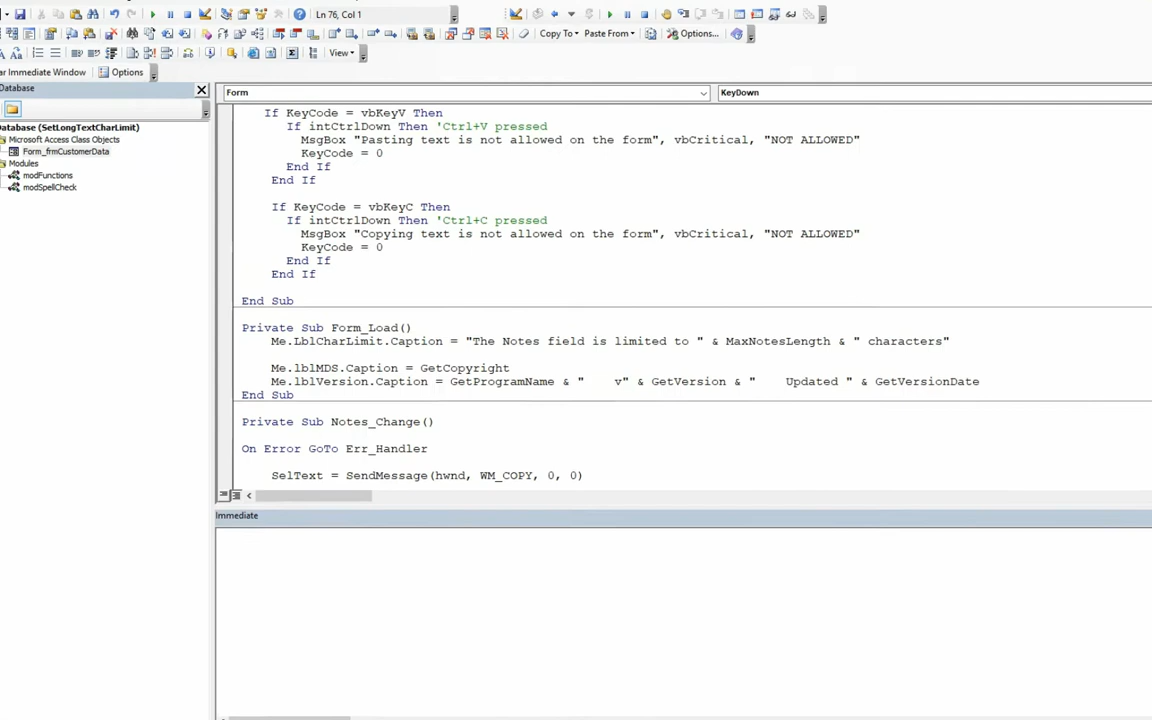 Ln 76, Col 1
Copy To
Paste From
Options...
View
ar Immediate Window
Options
Database
Form
KeyDown
Database (SetLongTextCharLimit)
Microsoft Access Class Objects
Form_frmCustomerData
Modules
modFunctions
modSpellCheck
If KeyCode = vbKeyV Then
If intCtrlDown Then 'Ctrl+V pressed
MsgBox "Pasting text is not allowed on the form", vbCritical, "NOT ALLOWED"
KeyCode = 0
End If
End If
If KeyCode = vbKeyC Then
If intCtrlDown Then 'Ctrl+C pressed
MsgBox "Copying text is not allowed on the form", vbCritical, "NOT ALLOWED"
KeyCode = 0
End If
End If
End Sub
Private Sub Form_Load()
Me.LblCharLimit.Caption = "The Notes field is limited to " & MaxNotesLength & " characters"
Me.lblMDS.Caption = GetCopyright
Me.lblVersion.Caption = GetProgramName & "    v" & GetVersion & "    Updated " & GetVersionDate
End Sub
Private Sub Notes_Change()
On Error GoTo Err_Handler
SelText = SendMessage(hwnd, WM_COPY, 0, 0)
Immediate